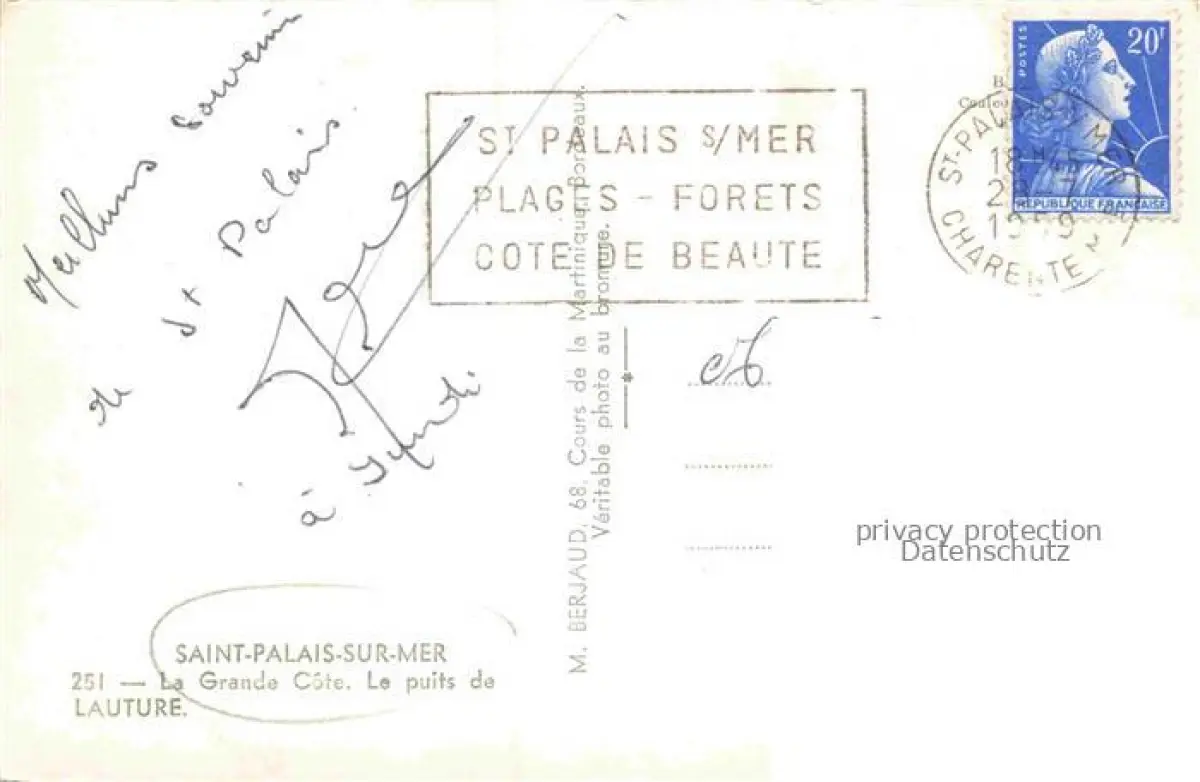 Meilleurs souvenirs
de St Palais.
à
SAINT-PALAIS-SUR-MER
251 — La Grande Côte. Le puits de
LAUTURE.
M. BERJAUD, 68. Cours de la Martinique, Bordeaux.
Véritable photo au bromure.
ST PALAIS S/MER
PLAGES - FORETS
COTE DE BEAUTE
POSTES
20F
REPUBLIQUE FRANÇAISE
privacy protection
Datenschutz